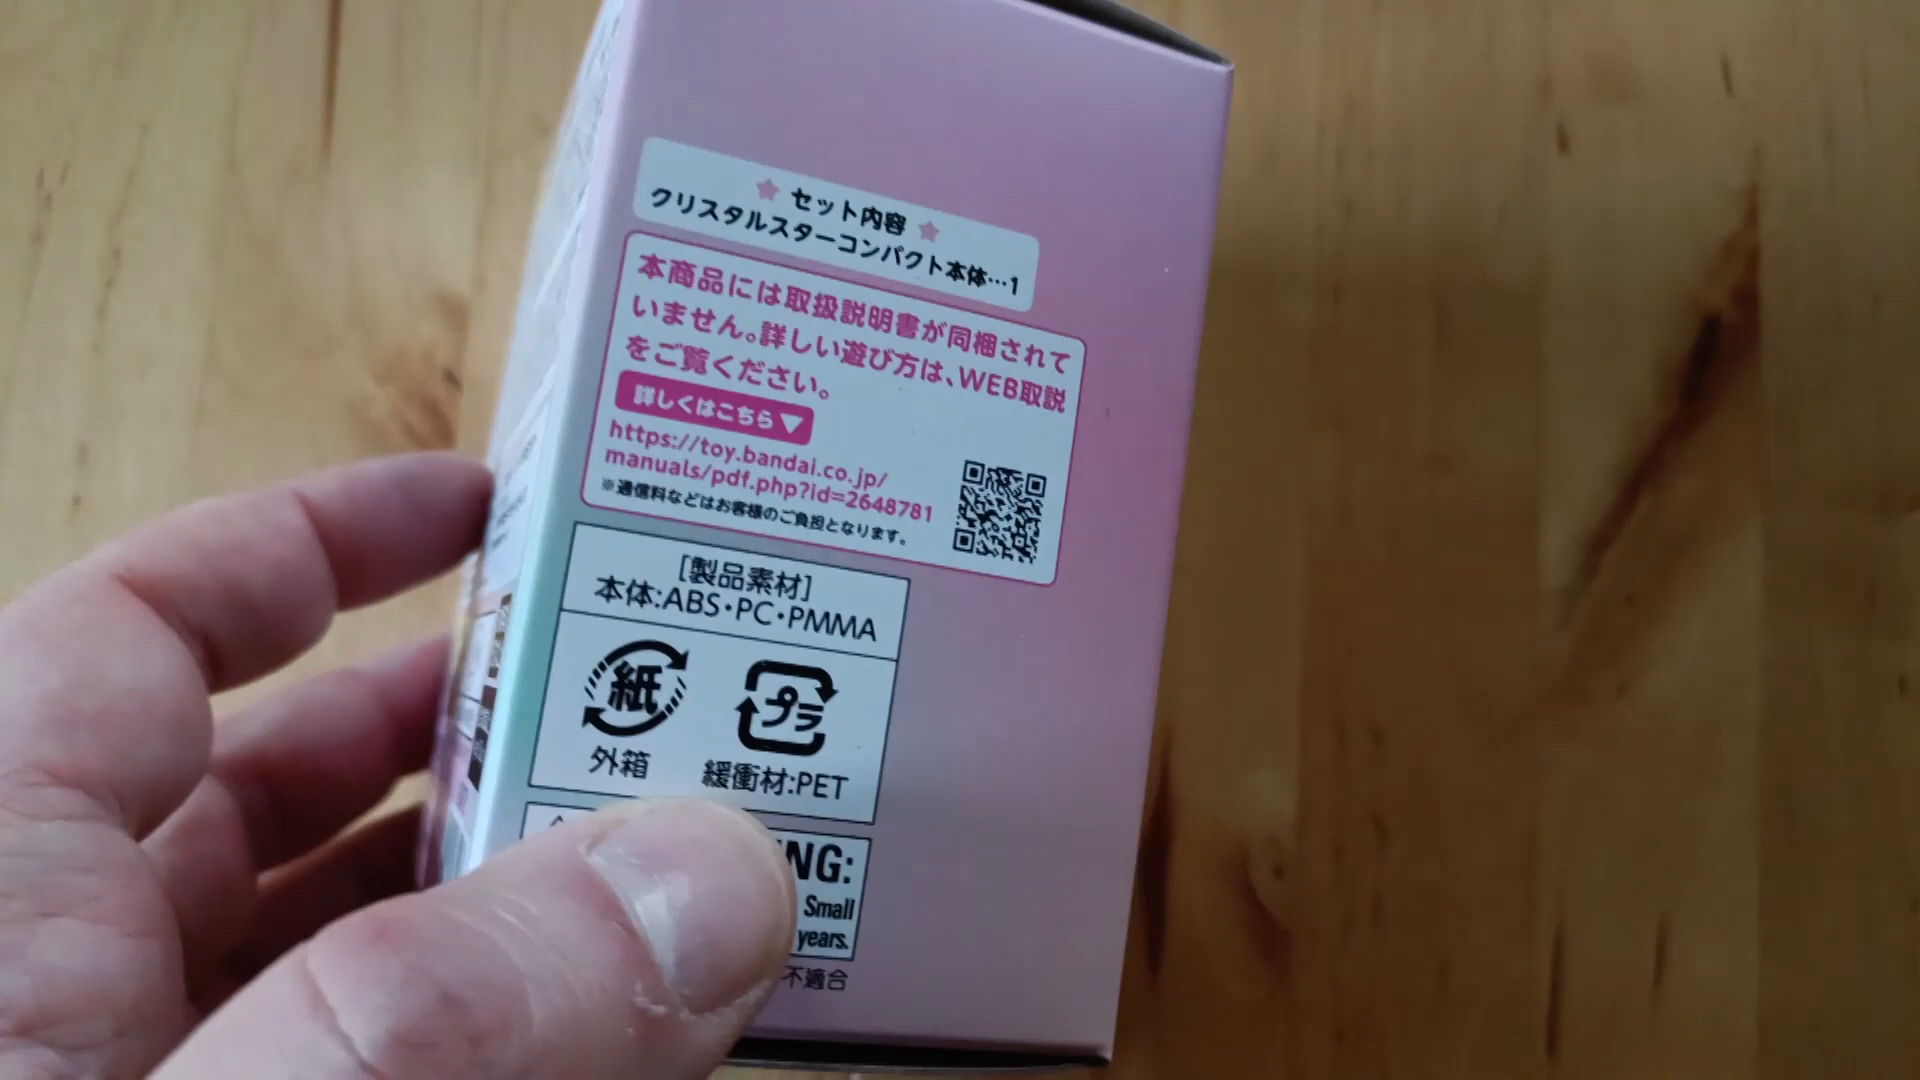 セット内容
クリスタルスターコンパクト本体…1
本商品には取扱説明書が同梱されて
いません。詳しい遊び方は、WEB取説
をご覧ください。
詳しくはこちら▼
https://toy.bandai.co.jp/
manuals/pdf.php?id=2648781
※通信料などはお客様のご負担となります。
[製品素材]
本体:ABS・PC・PMMA
紙
プラ
外箱
緩衝材:PET
NG:
Small
years.
不適合